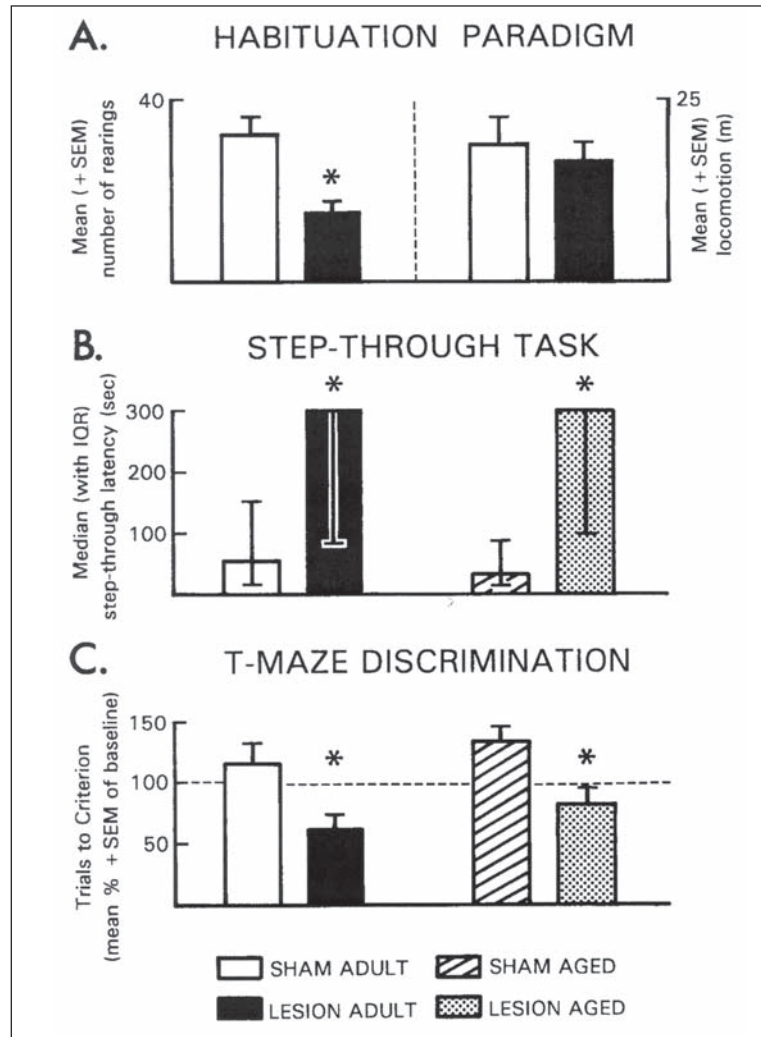 A. HABITUATION PARADIGM
40
25
Mean (+SEM)
number of rearings
*
Mean (+SEM)
locomotion (m)
B. STEP-THROUGH TASK
Median (with IQR)
step-through latency (sec)
300
200
100
*
*
C. T-MAZE DISCRIMINATION
Trials to Criterion
(mean % + SEM of baseline)
150
100
50
*
*
SHAM ADULT
SHAM AGED
LESION ADULT
LESION AGED